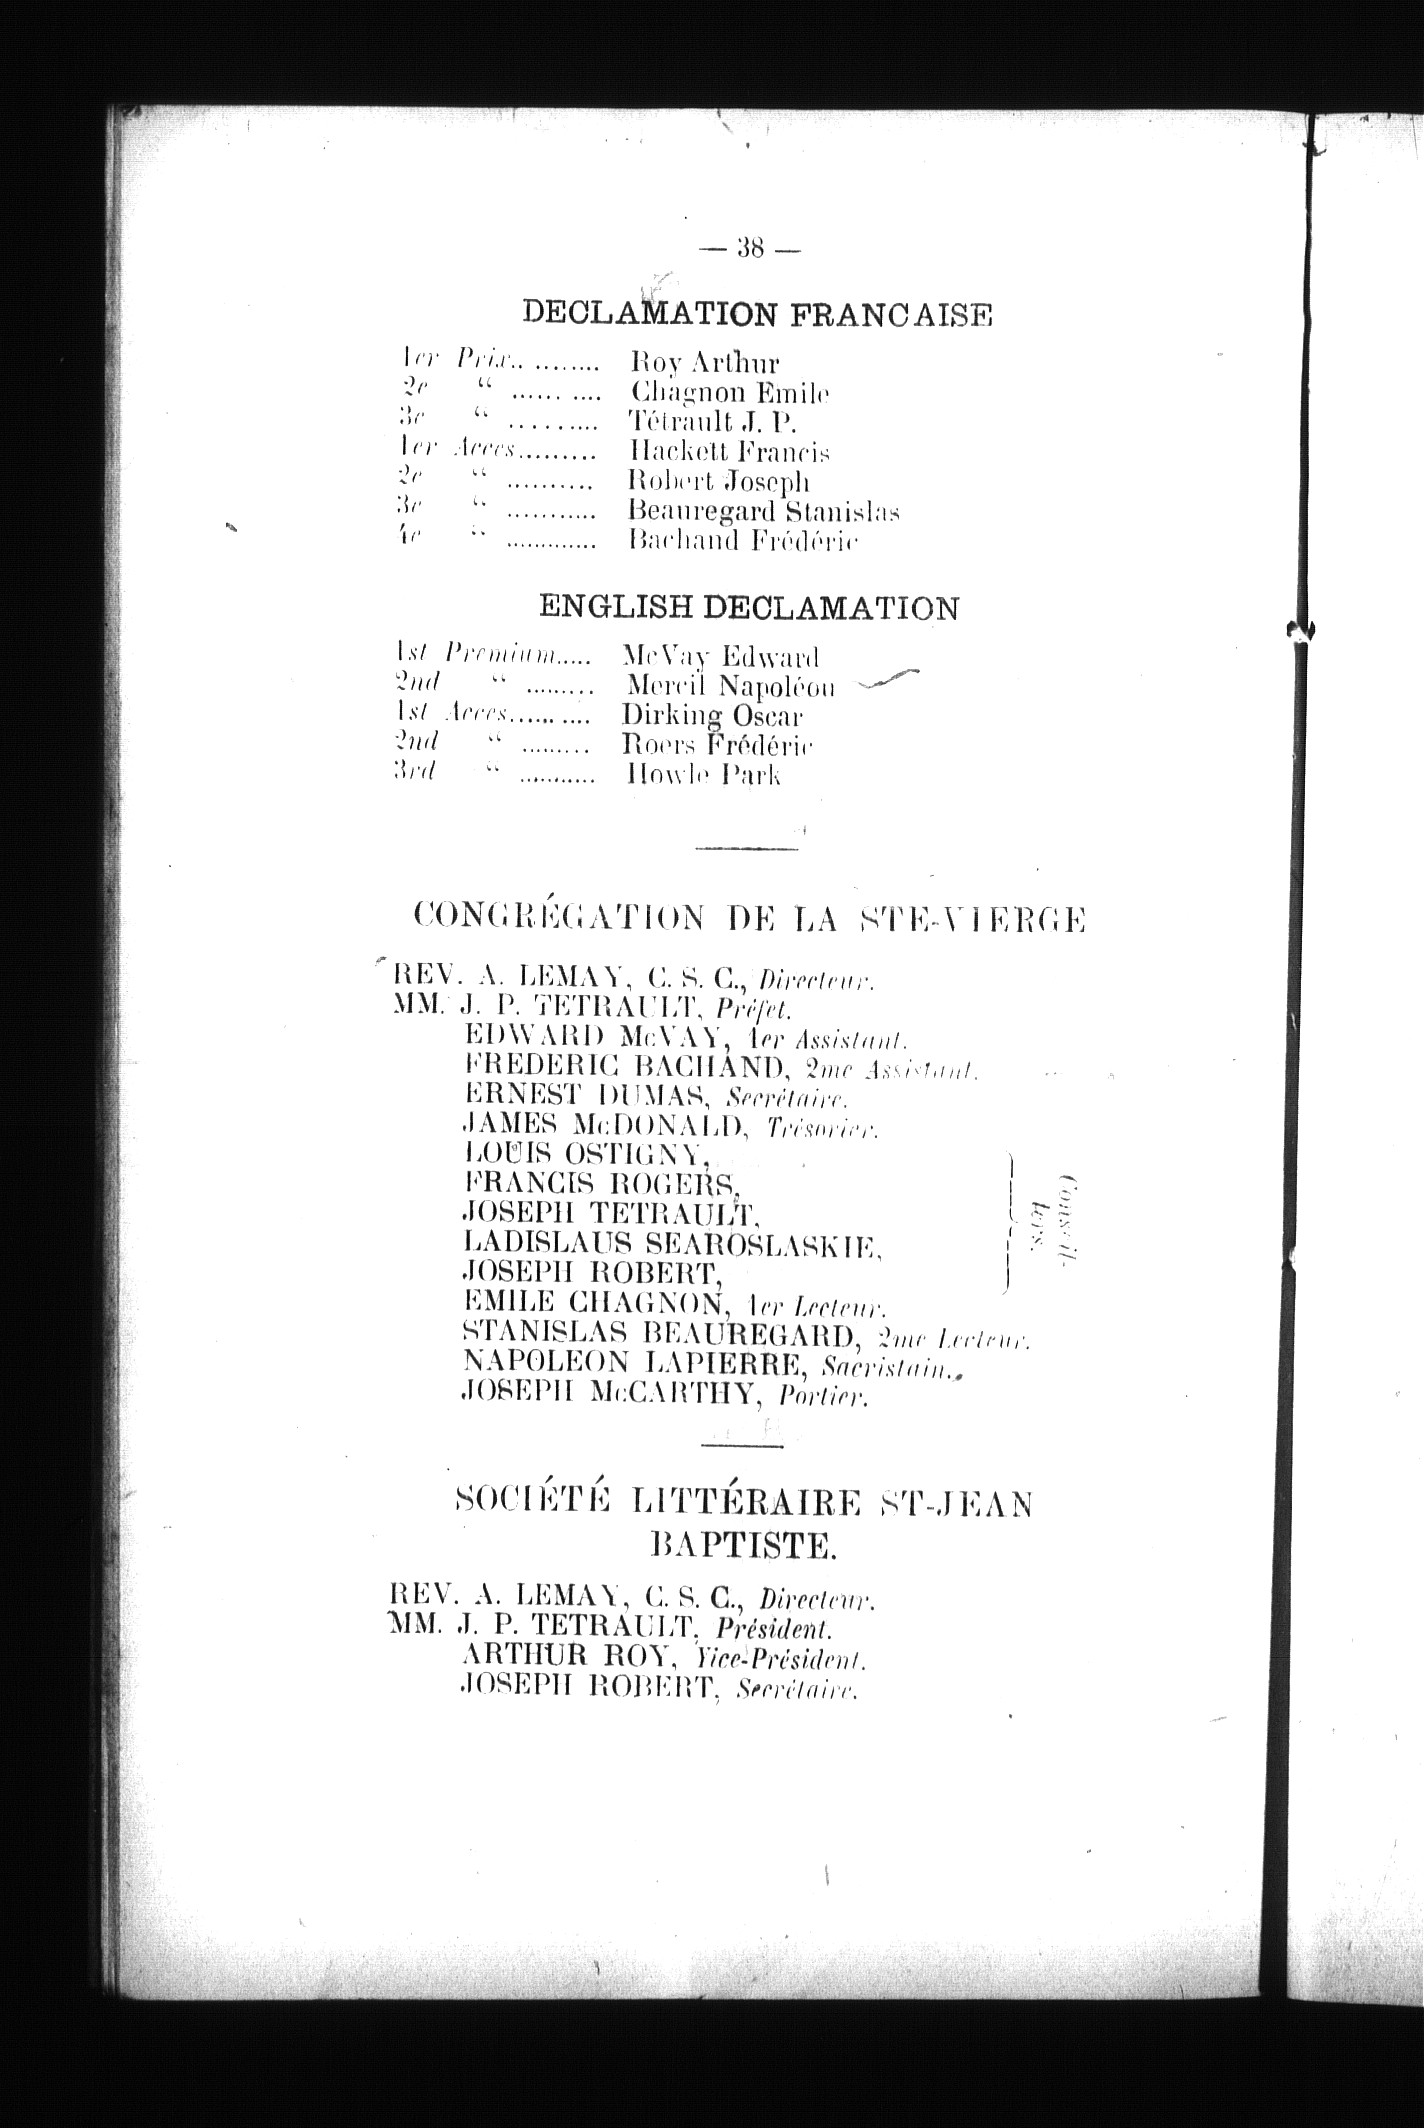 — 38 —
DECLAMATION FRANCAISE
1er Prix.. ........ Roy Arthur
2e “ ...... .... Chagnon Emile
3e “ .......... Tétrault J. P.
1er Acces......... Hackett Francis
2e “ .......... Robert Joseph
3e “ ........... Beauregard Stanislas
4e “ ............. Bachand Frédéric
ENGLISH DECLAMATION
1st Premium..... McVay Edward
2nd “ ......... Mercil Napoléon
1st Acces...... .... Dirking Oscar
2nd “ ......... Roers Frédéric
3rd “ ........... Howle Park
CONGRÉGATION DE LA STE-VIERGE
REV. A. LEMAY, C. S. C., Directeur.
MM. J. P. TETRAULT, Préfet.
EDWARD McVAY, 1er Assistant.
FREDERIC BACHAND, 2me Assistant.
ERNEST DUMAS, Secrétaire.
JAMES McDONALD, Trésorier.
LOUIS OSTIGNY,
FRANCIS ROGERS,
JOSEPH TETRAULT,
LADISLAUS SEAROSLASKIE,
JOSEPH ROBERT,
Conseil-
lers.
EMILE CHAGNON, 1er Lecteur.
STANISLAS BEAUREGARD, 2me Lecteur.
NAPOLEON LAPIERRE, Sacristain.
JOSEPH McCARTHY, Portier.
SOCIÉTÉ LITTÉRAIRE ST-JEAN
BAPTISTE.
REV. A. LEMAY, C. S. C., Directeur.
MM. J. P. TETRAULT, Président.
ARTHUR ROY, Vice-Président.
JOSEPH ROBERT, Secrétaire.